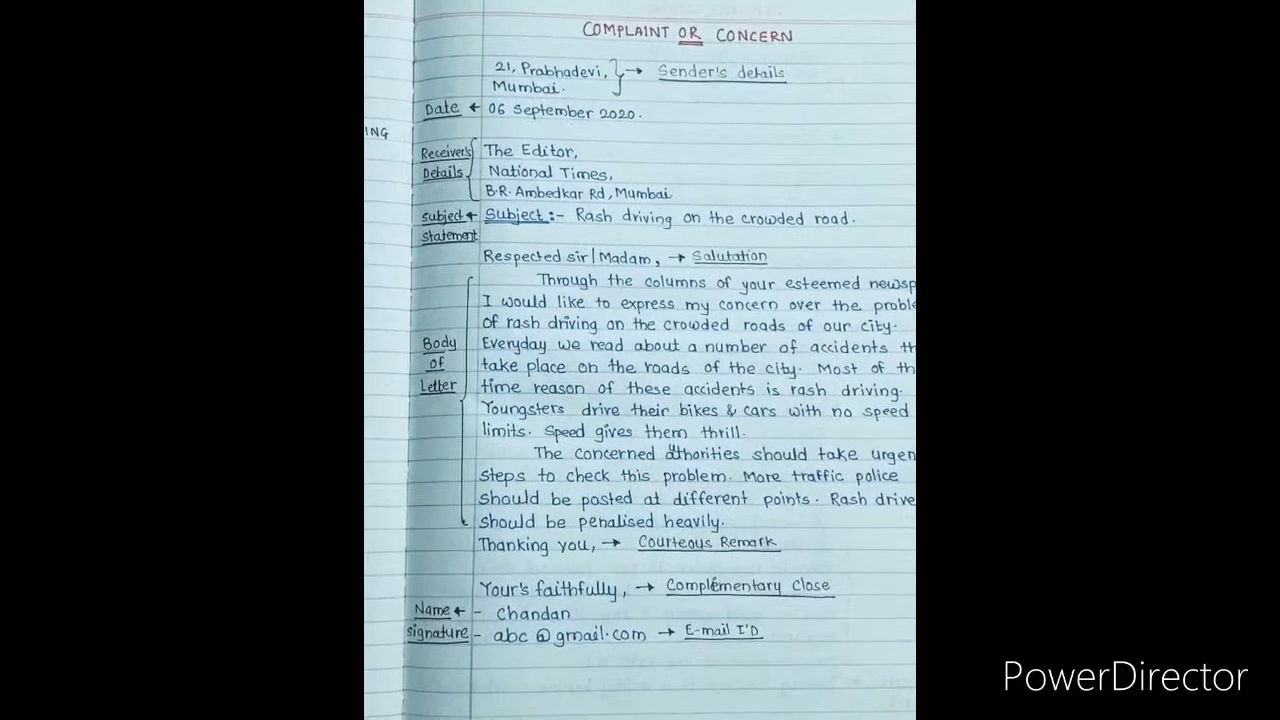 COMPLAINT OR CONCERN
21, Prabhadevi, → Sender's details
Mumbai.
Date ← 06 September 2020.
ING
Receiver's The Editor,
Details National Times,
B.R. Ambedkar Rd, Mumbai
Subject ← Subject:- Rash driving on the crowded road.
statement
Respected sir/Madam, → Salutation
Through the columns of your esteemed newsp
I would like to express my concern over the proble
of rash driving on the crowded roads of our city.
Everyday we read about a number of accidents th
take place on the roads of the city. Most of th
time reason of these accidents is rash driving.
Youngsters drive their bikes & cars with no speed
limits. Speed gives them thrill.
Body
of
Letter
The concerned authorities should take urgen
steps to check this problem. More traffic police
should be posted at different points. Rash drive
should be penalised heavily.
Thanking you, → Courteous Remark
Your's faithfully, → Complementary Close
Name ← - Chandan
signature - abc@gmail.com → E-mail I'D
PowerDirector